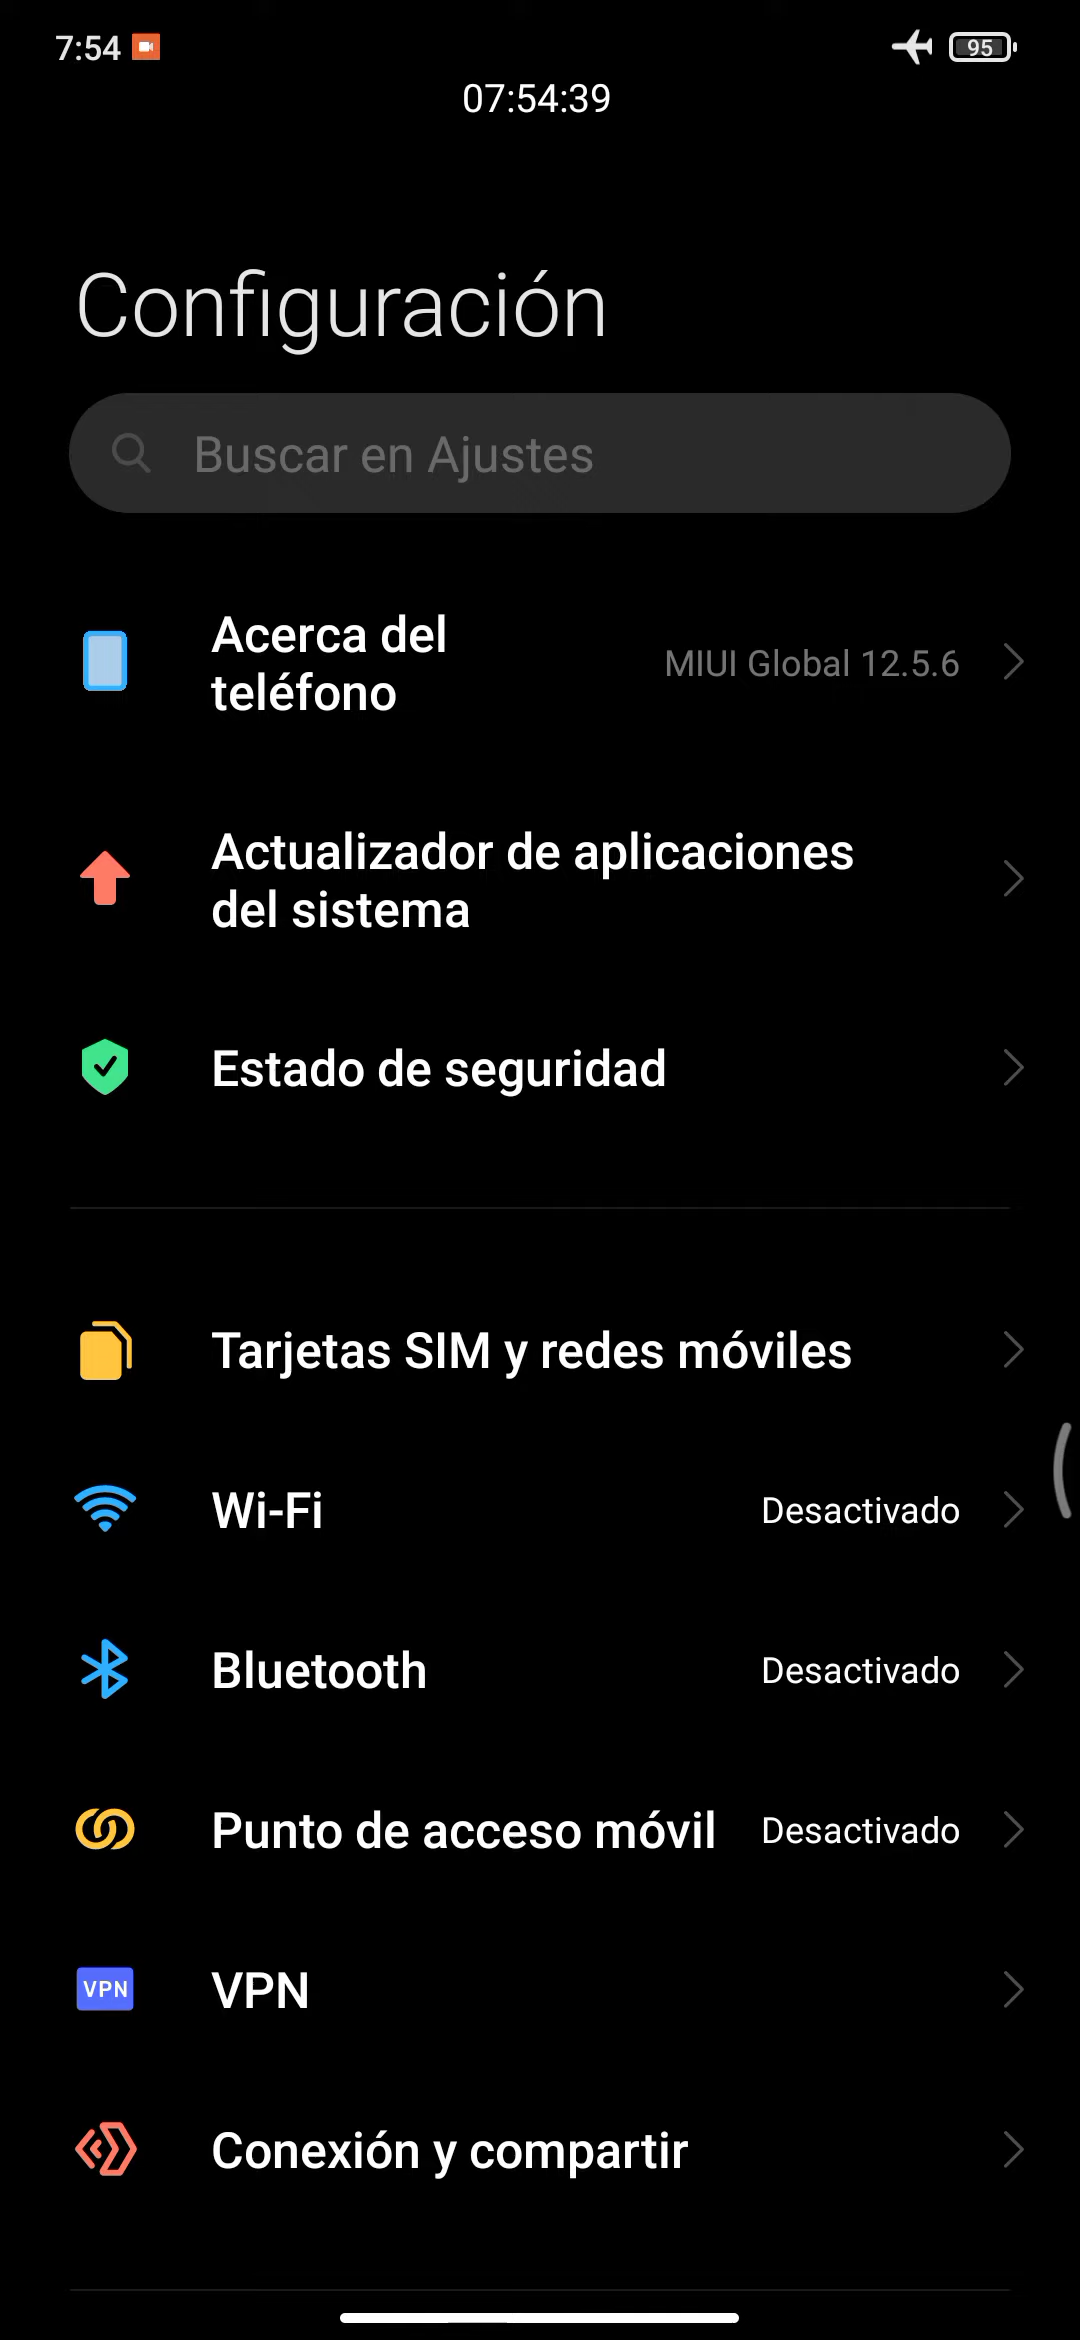 7:54
95
07:54:39
Configuración
Buscar en Ajustes
Acerca del
teléfono
MIUI Global 12.5.6
Actualizador de aplicaciones
del sistema
Estado de seguridad
Tarjetas SIM y redes móviles
Wi-Fi
Desactivado
Bluetooth
Desactivado
Punto de acceso móvil
Desactivado
VPN
VPN
Conexión y compartir